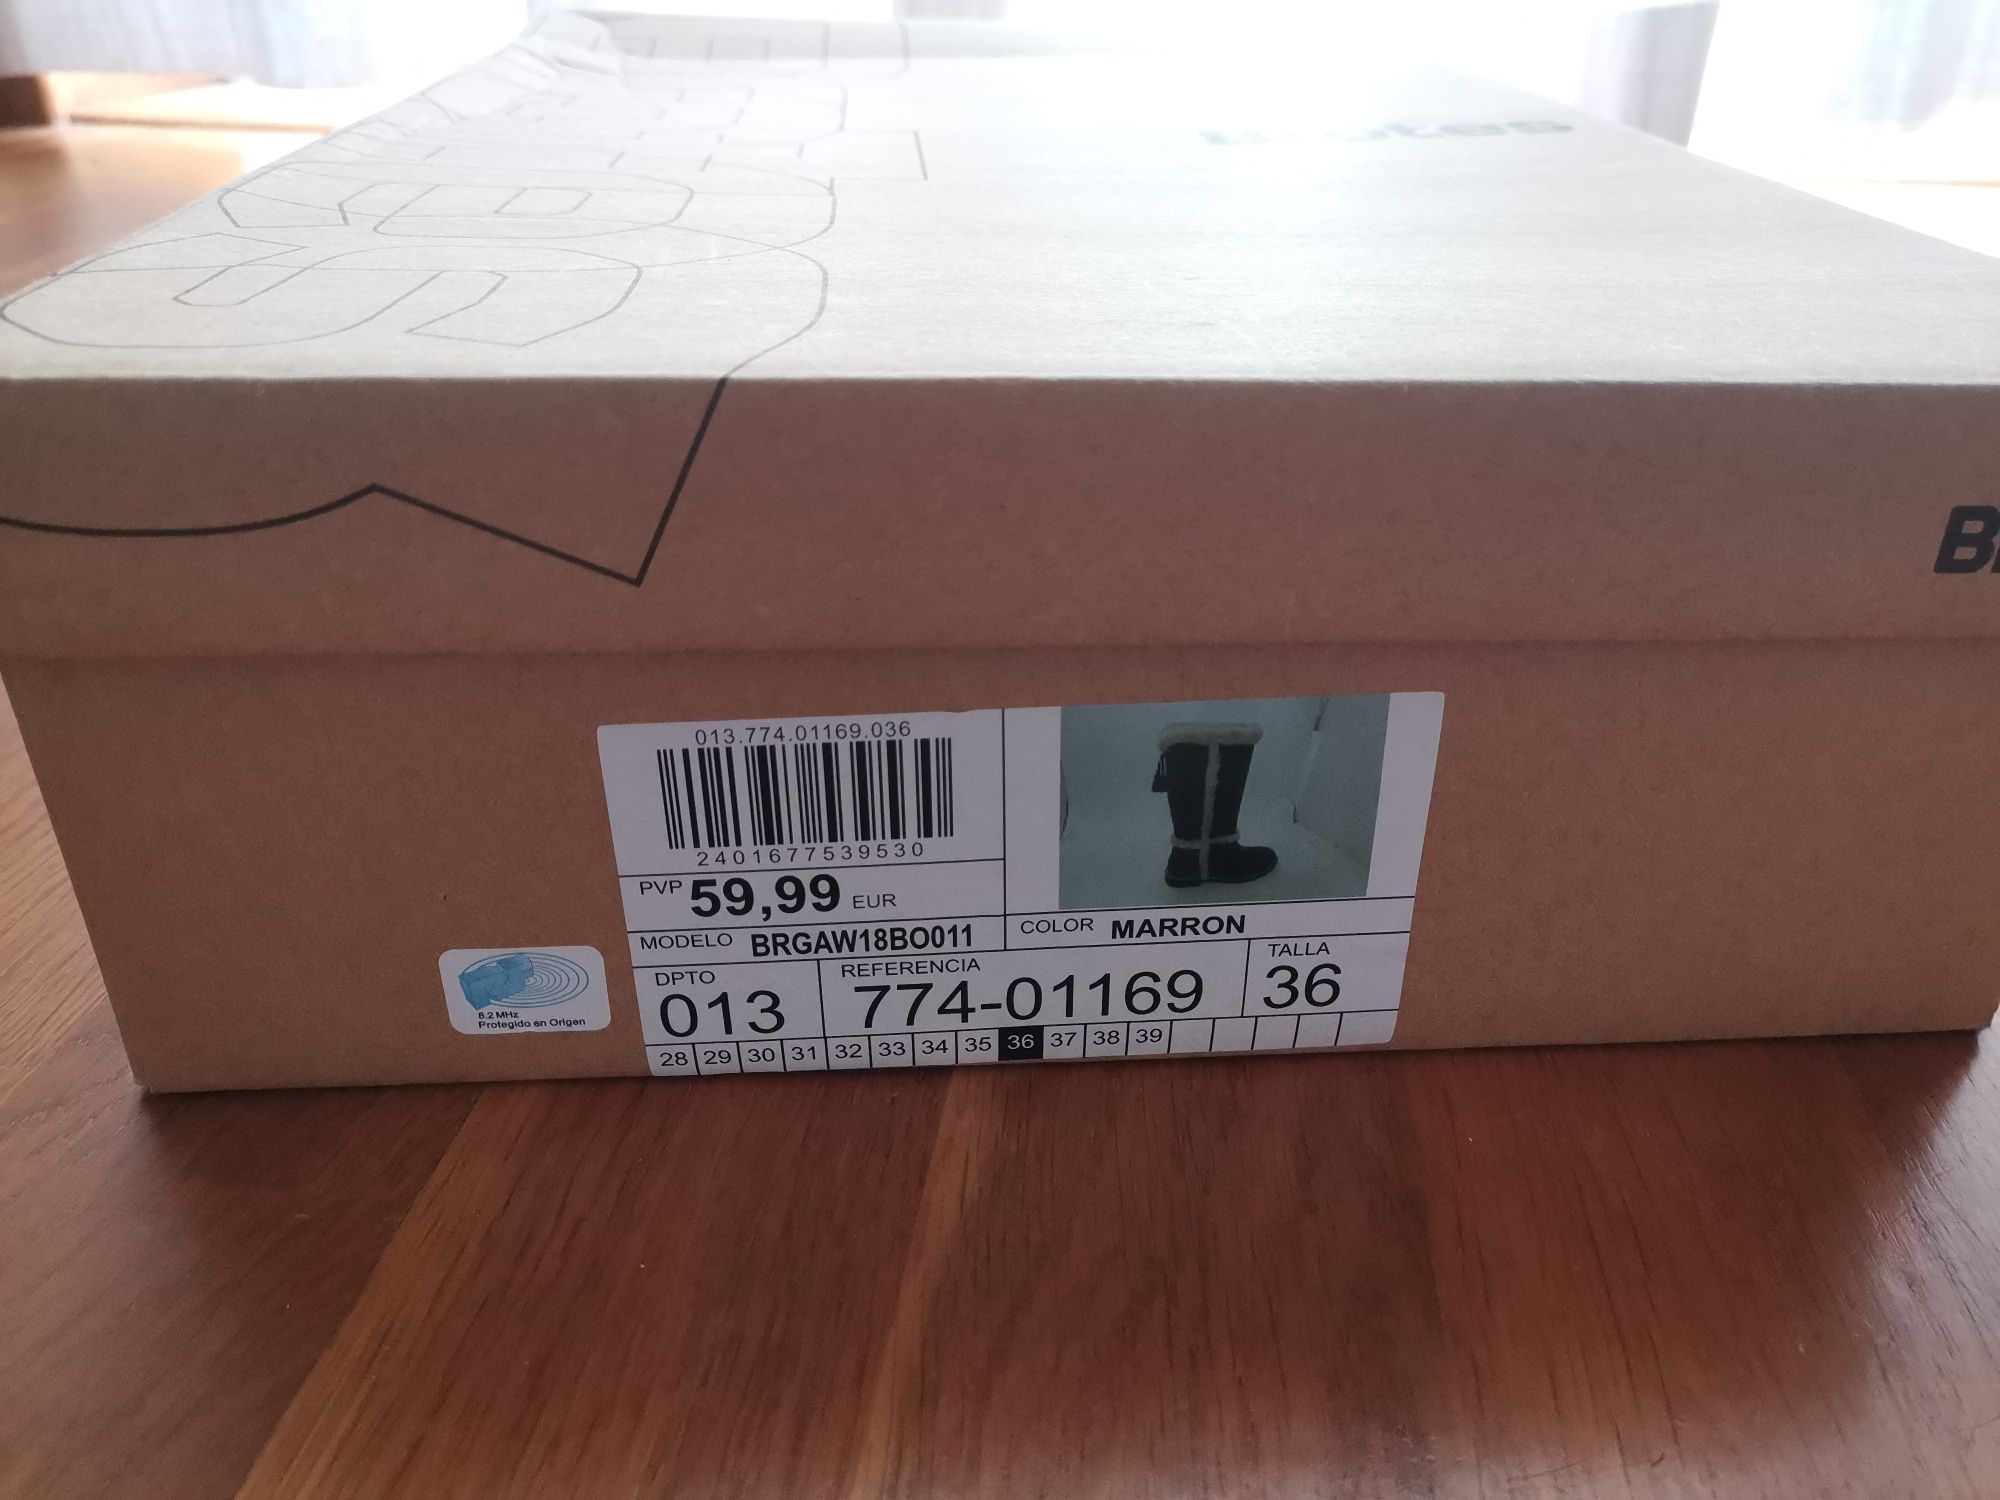 013.774.01169.036
2401677539530
PVP 59,99 EUR
MODELO BRGAW18BO011
COLOR MARRON
DPTO
013
REFERENCIA
774-01169
TALLA
36
28 29 30 31 32 33 34 35 36 37 38 39
8.2 MHz
Protegido en Origen